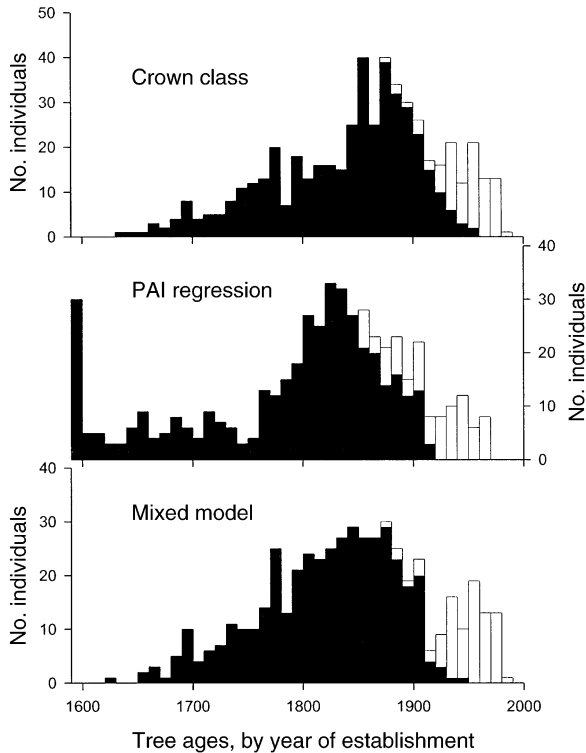 50
40
30
20
10
0
No. individuals
Crown class
40
30
20
10
0
No. individuals
PAI regression
40
30
20
10
0
No. individuals
Mixed model
1600 1700 1800 1900 2000
Tree ages, by year of establishment